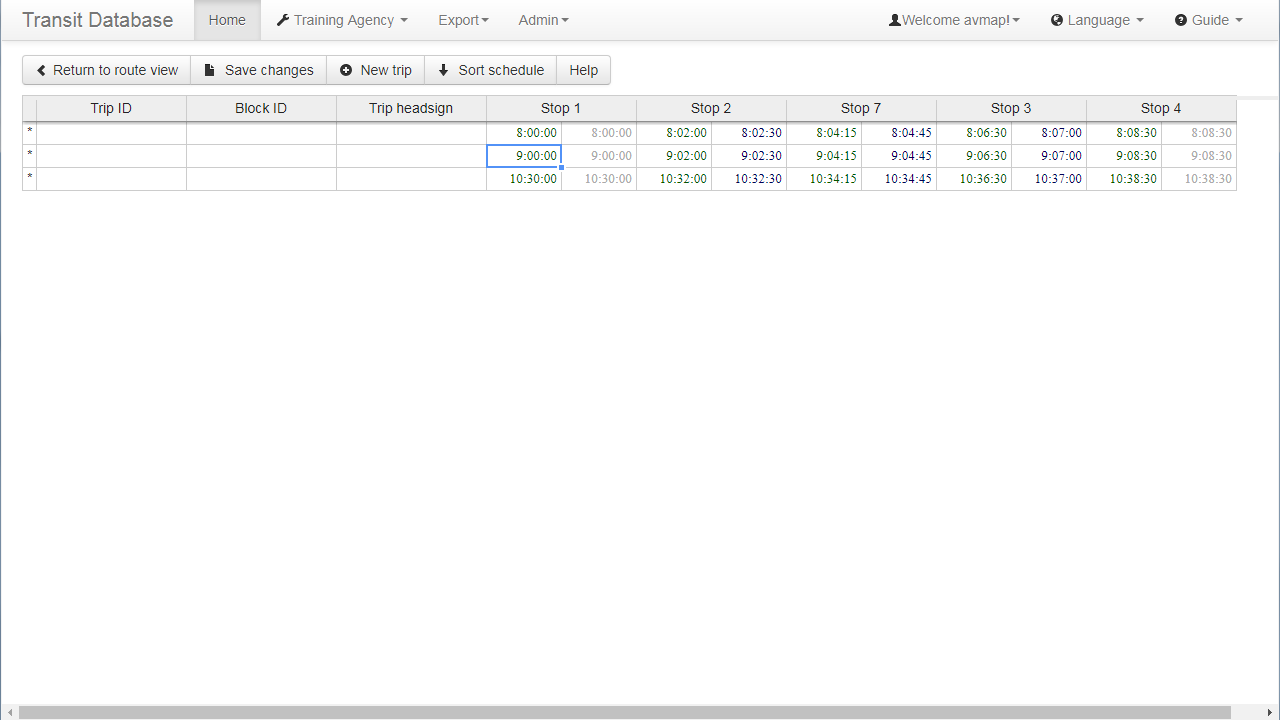 Transit Database Home Training Agency Export Admin Welcome avmap! Language Guide
Return to route view Save changes New trip Sort schedule Help
Trip ID Block ID Trip headsign Stop 1 Stop 2 Stop 7 Stop 3 Stop 4
* 8:00:00 8:00:00 8:02:00 8:02:30 8:04:15 8:04:45 8:06:30 8:07:00 8:08:30 8:08:30
* 9:00:00 9:00:00 9:02:00 9:02:30 9:04:15 9:04:45 9:06:30 9:07:00 9:08:30 9:08:30
* 10:30:00 10:30:00 10:32:00 10:32:30 10:34:15 10:34:45 10:36:30 10:37:00 10:38:30 10:38:30